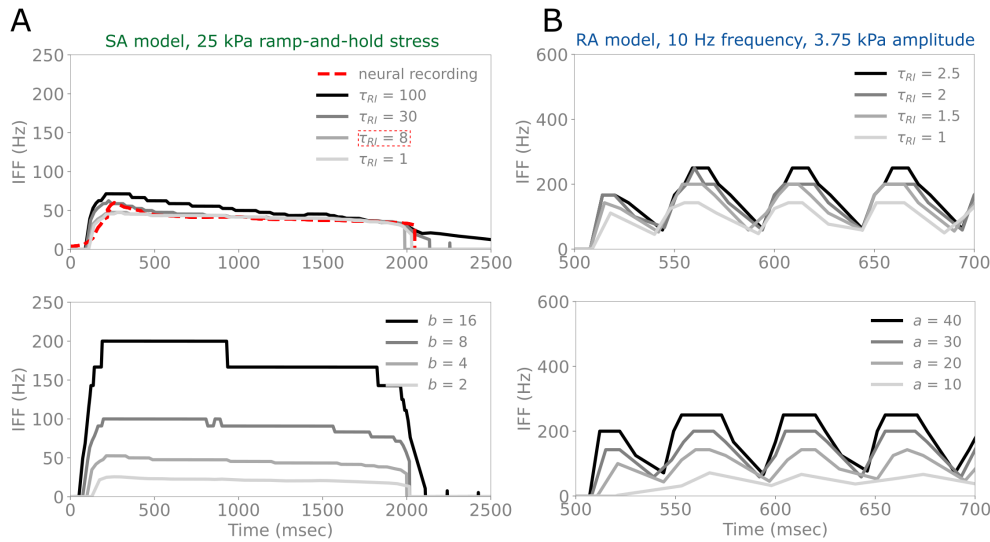 A
SA model, 25 kPa ramp-and-hold stress
250
200
150
100
50
0
IFF (Hz)
neural recording
τRI = 100
τRI = 30
τRI = 8
τRI = 1
0 500 1000 1500 2000 2500
B
RA model, 10 Hz frequency, 3.75 kPa amplitude
600
400
200
0
IFF (Hz)
τRI = 2.5
τRI = 2
τRI = 1.5
τRI = 1
500 550 600 650 700
250
200
150
100
50
0
IFF (Hz)
b = 16
b = 8
b = 4
b = 2
0 500 1000 1500 2000 2500
Time (msec)
600
400
200
0
IFF (Hz)
a = 40
a = 30
a = 20
a = 10
500 550 600 650 700
Time (msec)